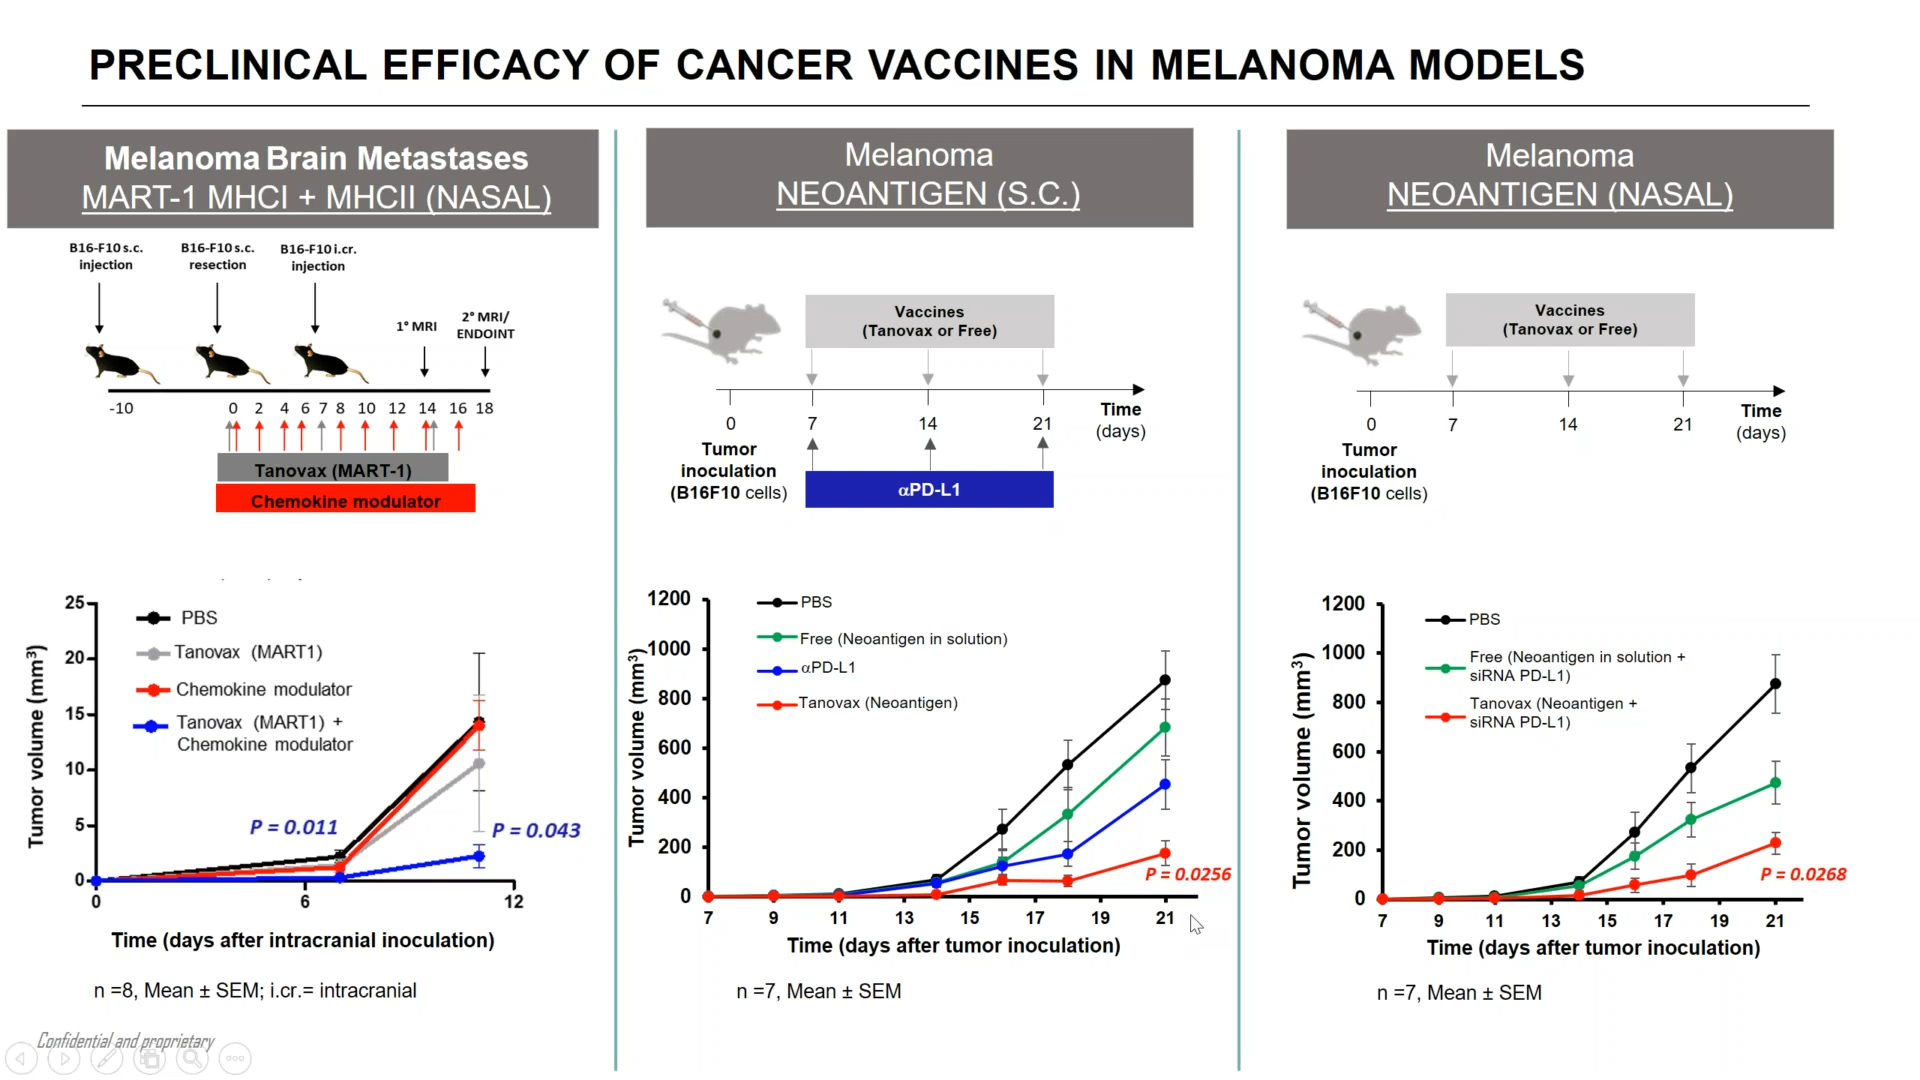 PRECLINICAL EFFICACY OF CANCER VACCINES IN MELANOMA MODELS
Melanoma Brain Metastases
MART-1 MHCI + MHCII (NASAL)
B16-F10 s.c.
injection
B16-F10 s.c.
resection
B16-F10 i.cr.
injection
1° MRI
2° MRI/
ENDOINT
-10 0 2 4 6 7 8 10 12 14 16 18
Tanovax (MART-1)
Chemokine modulator
Tumor volume (mm³)
25
20
15
10
5
0
PBS
Tanovax (MART1)
Chemokine modulator
Tanovax (MART1) +
Chemokine modulator
P = 0.011
P = 0.043
0 6 12
Time (days after intracranial inoculation)
n =8, Mean ± SEM; i.cr.= intracranial
Melanoma
NEOANTIGEN (S.C.)
Vaccines
(Tanovax or Free)
0 7 14 21
Time
(days)
Tumor
inoculation
(B16F10 cells)
αPD-L1
Tumor volume (mm³)
1200
1000
800
600
400
200
0
PBS
Free (Neoantigen in solution)
αPD-L1
Tanovax (Neoantigen)
P = 0.0256
7 9 11 13 15 17 19 21
Time (days after tumor inoculation)
n =7, Mean ± SEM
Melanoma
NEOANTIGEN (NASAL)
Vaccines
(Tanovax or Free)
0 7 14 21
Time
(days)
Tumor
inoculation
(B16F10 cells)
Tumor volume (mm³)
1200
1000
800
600
400
200
0
PBS
Free (Neoantigen in solution +
siRNA PD-L1)
Tanovax (Neoantigen +
siRNA PD-L1)
P = 0.0268
7 9 11 13 15 17 19 21
Time (days after tumor inoculation)
n =7, Mean ± SEM
Confidential and proprietary